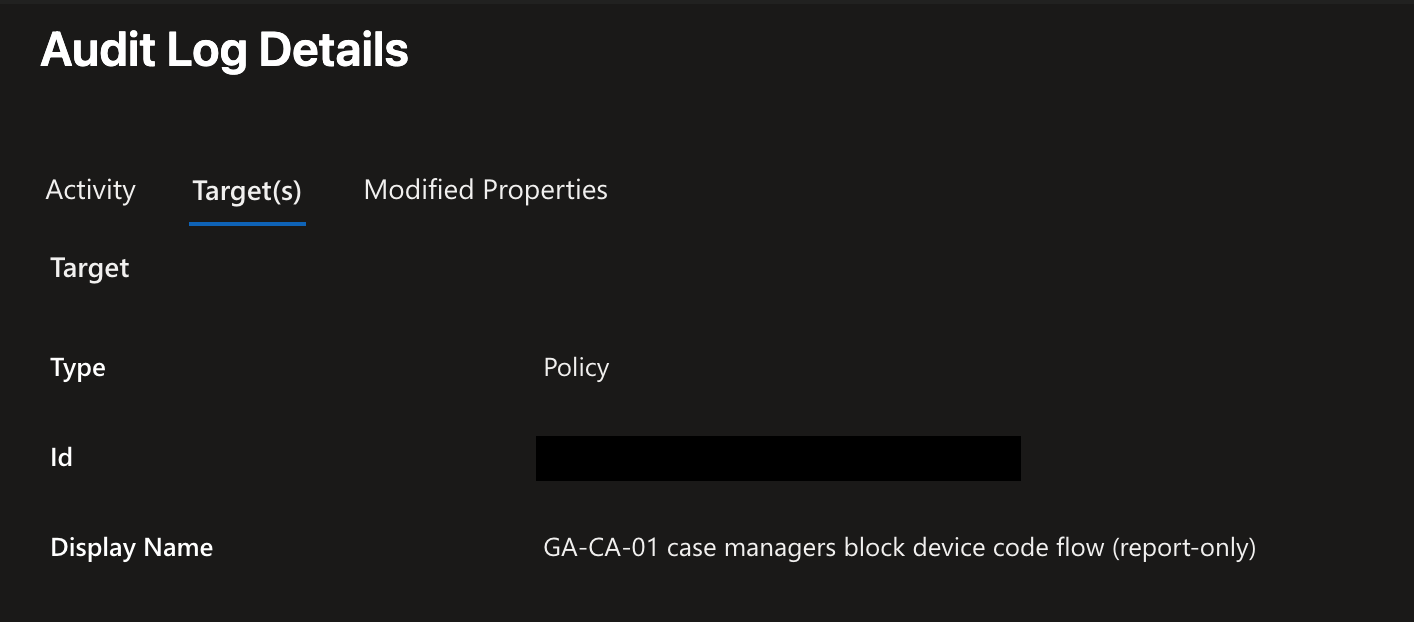 Audit Log Details
Activity Target(s) Modified Properties
Target
Type Policy
Id
Display Name GA-CA-01 case managers block device code flow (report-only)